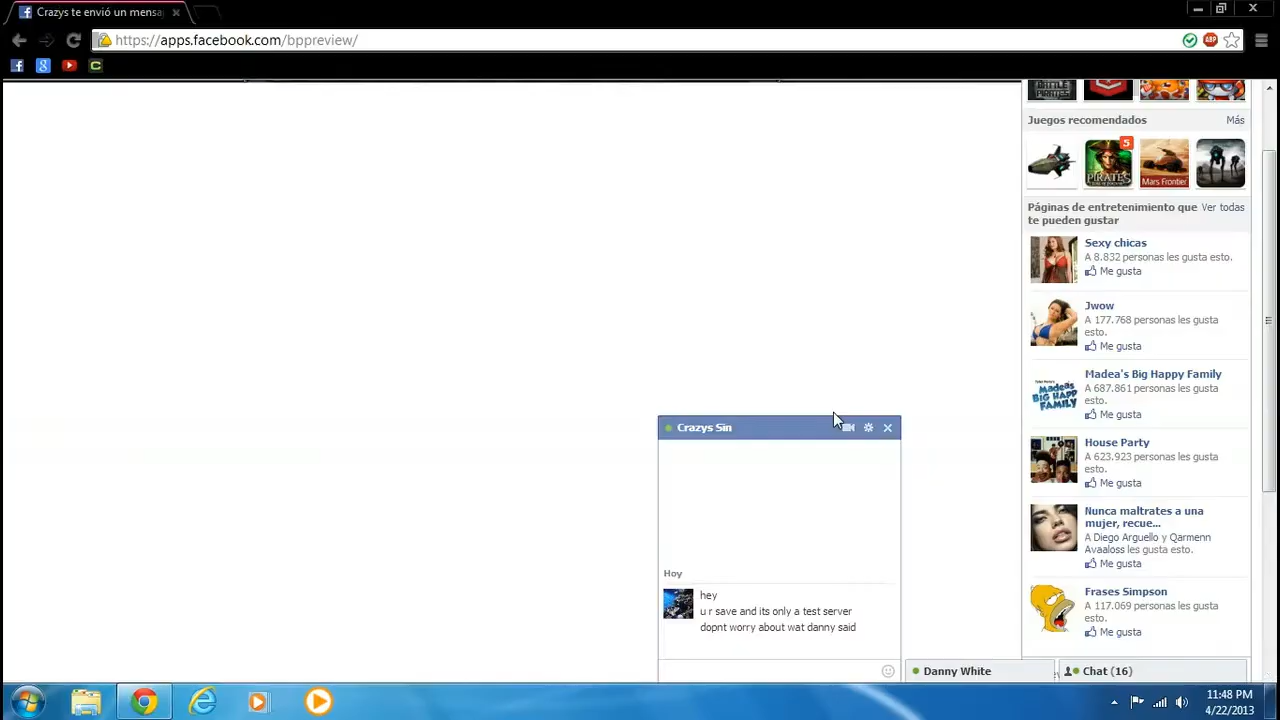 Crazys te envió un mensa
https://apps.facebook.com/bppreview/
ABP
BATTLE
PIRATES
Juegos recomendados
Más
5
PIRATES
Mars Frontier
Páginas de entretenimiento que
te pueden gustar
Ver todas
Sexy chicas
A 8.832 personas les gusta esto.
Me gusta
Jwow
A 177.768 personas les gusta
esto.
Me gusta
Madea's Big Happy Family
A 687.861 personas les gusta
esto.
Me gusta
House Party
A 623.923 personas les gusta
esto.
Me gusta
Nunca maltrates a una
mujer, recue...
A Diego Arguello y Qarmenn
Avaaloss les gusta esto.
Me gusta
Frases Simpson
A 117.069 personas les gusta
esto.
Me gusta
Crazys Sin
Hoy
hey
u r save and its only a test server
dopnt worry about wat danny said
Danny White
Chat (16)
11:48 PM
4/22/2013